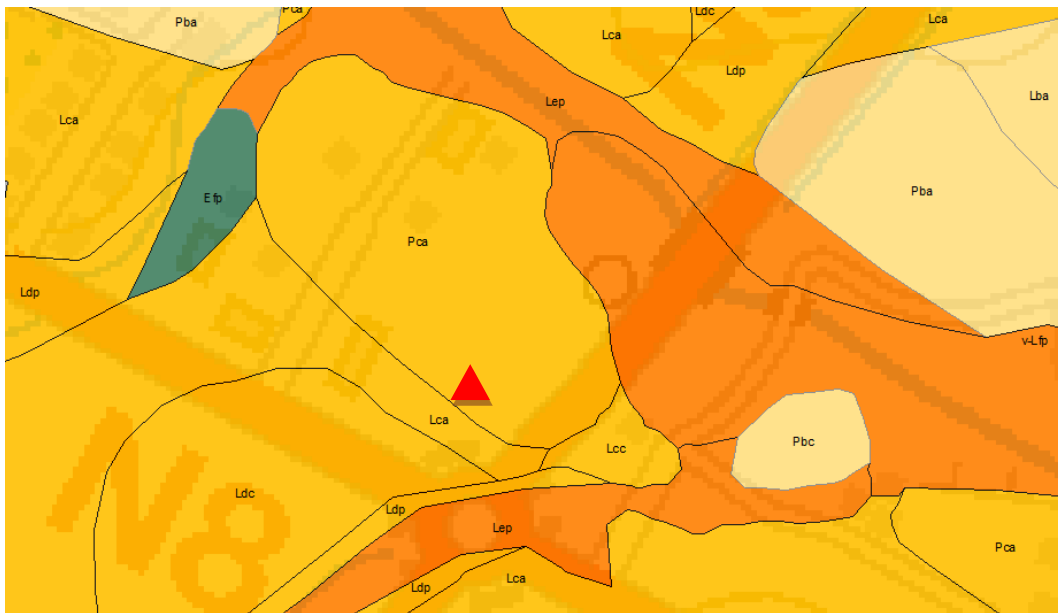 Pca
Ldc
Pba
Lca
Lca
Ldp
Lep
Lba
Lca
Pba
Efp
Pca
Ldp
v-Lfp
Lca
Lcc
Pbc
Ldc
Ldp
Lep
Pca
Lca
Ldp
N8